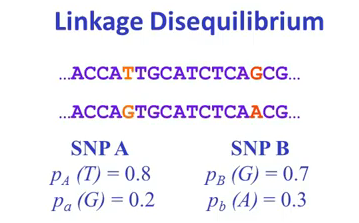 Linkage Disequilibrium
...ACCATTGCATCTCAGCG...
...ACCAGTGCATCTCAACG...
SNP A SNP B
pA (T) = 0.8 pB (G) = 0.7
pa (G) = 0.2 pb (A) = 0.3